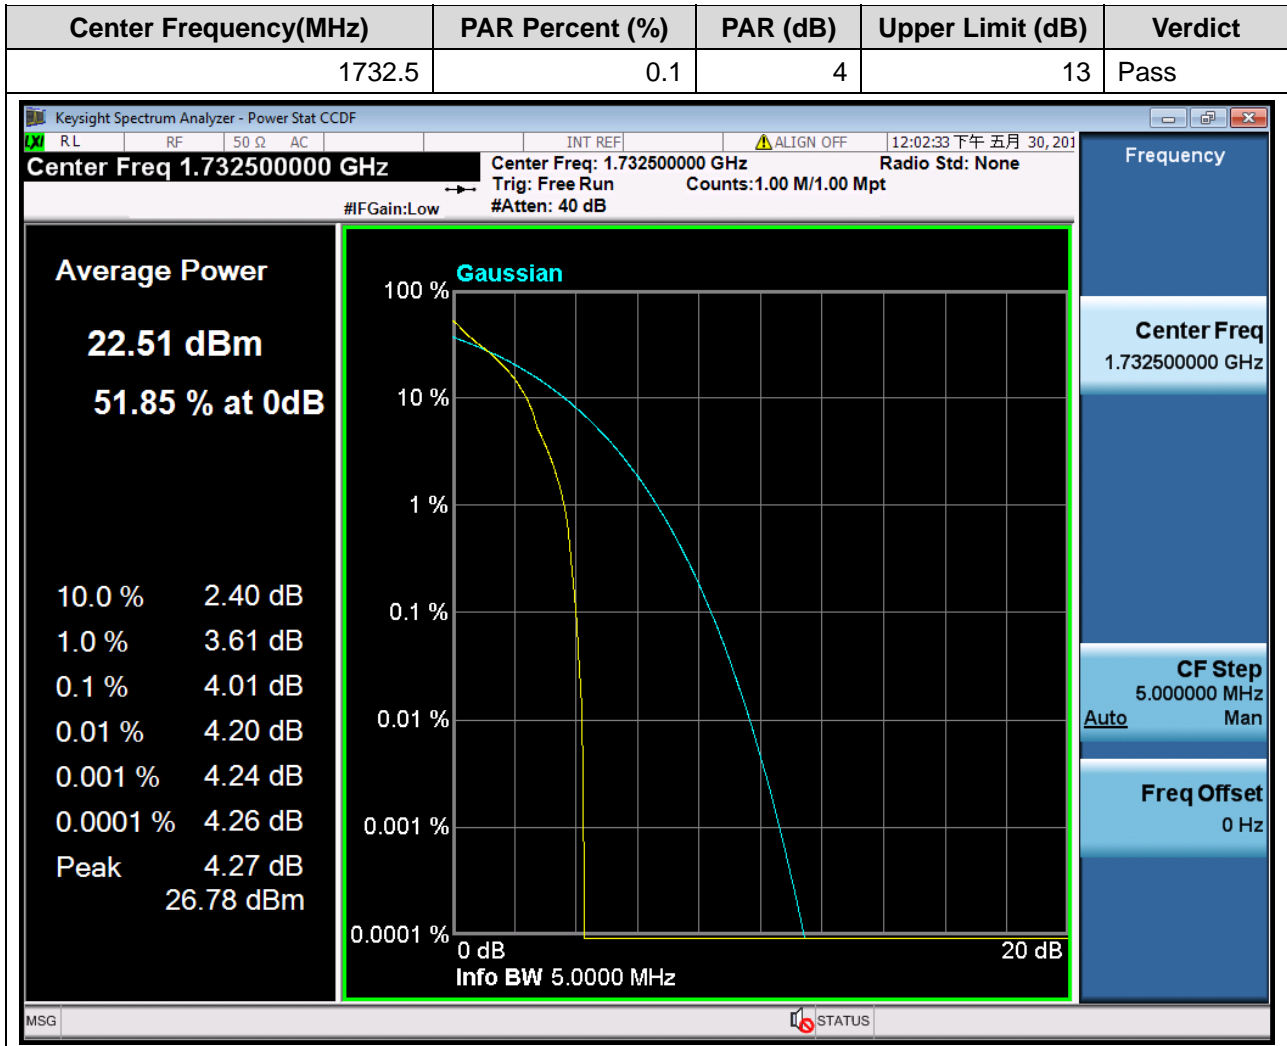 Center Frequency(MHz) PAR Percent (%) PAR (dB) Upper Limit (dB) Verdict
1732.5 0.1 4 13 Pass
Keysight Spectrum Analyzer - Power Stat CCDF
LXI RL RF 50 Ω AC INT REF ALIGN OFF 12:02:33 下午 五月 30, 201
Center Freq 1.732500000 GHz
Center Freq: 1.732500000 GHz Radio Std: None
Trig: Free Run Counts:1.00 M/1.00 Mpt
#IFGain:Low #Atten: 40 dB
Average Power
22.51 dBm
51.85 % at 0dB
10.0 % 2.40 dB
1.0 % 3.61 dB
0.1 % 4.01 dB
0.01 % 4.20 dB
0.001 % 4.24 dB
0.0001 % 4.26 dB
Peak 4.27 dB
26.78 dBm
Gaussian
100 %
10 %
1 %
0.1 %
0.01 %
0.001 %
0.0001 %
0 dB 20 dB
Info BW 5.0000 MHz
Frequency
Center Freq
1.732500000 GHz
CF Step
5.000000 MHz
Auto Man
Freq Offset
0 Hz
MSG STATUS